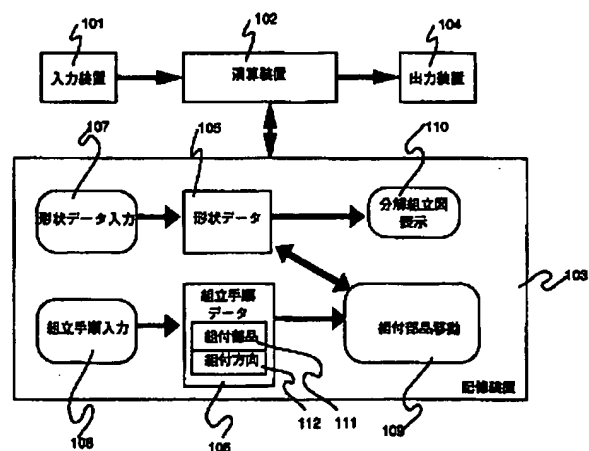 101
102
104
入力装置
演算装置
出力装置
107
105
110
形状データ入力
形状データ
分解組立図
表示
103
組立手順入力
組立手順
データ
組付部品
組付方向
組付部品移動
記憶装置
108
106
112
111
109